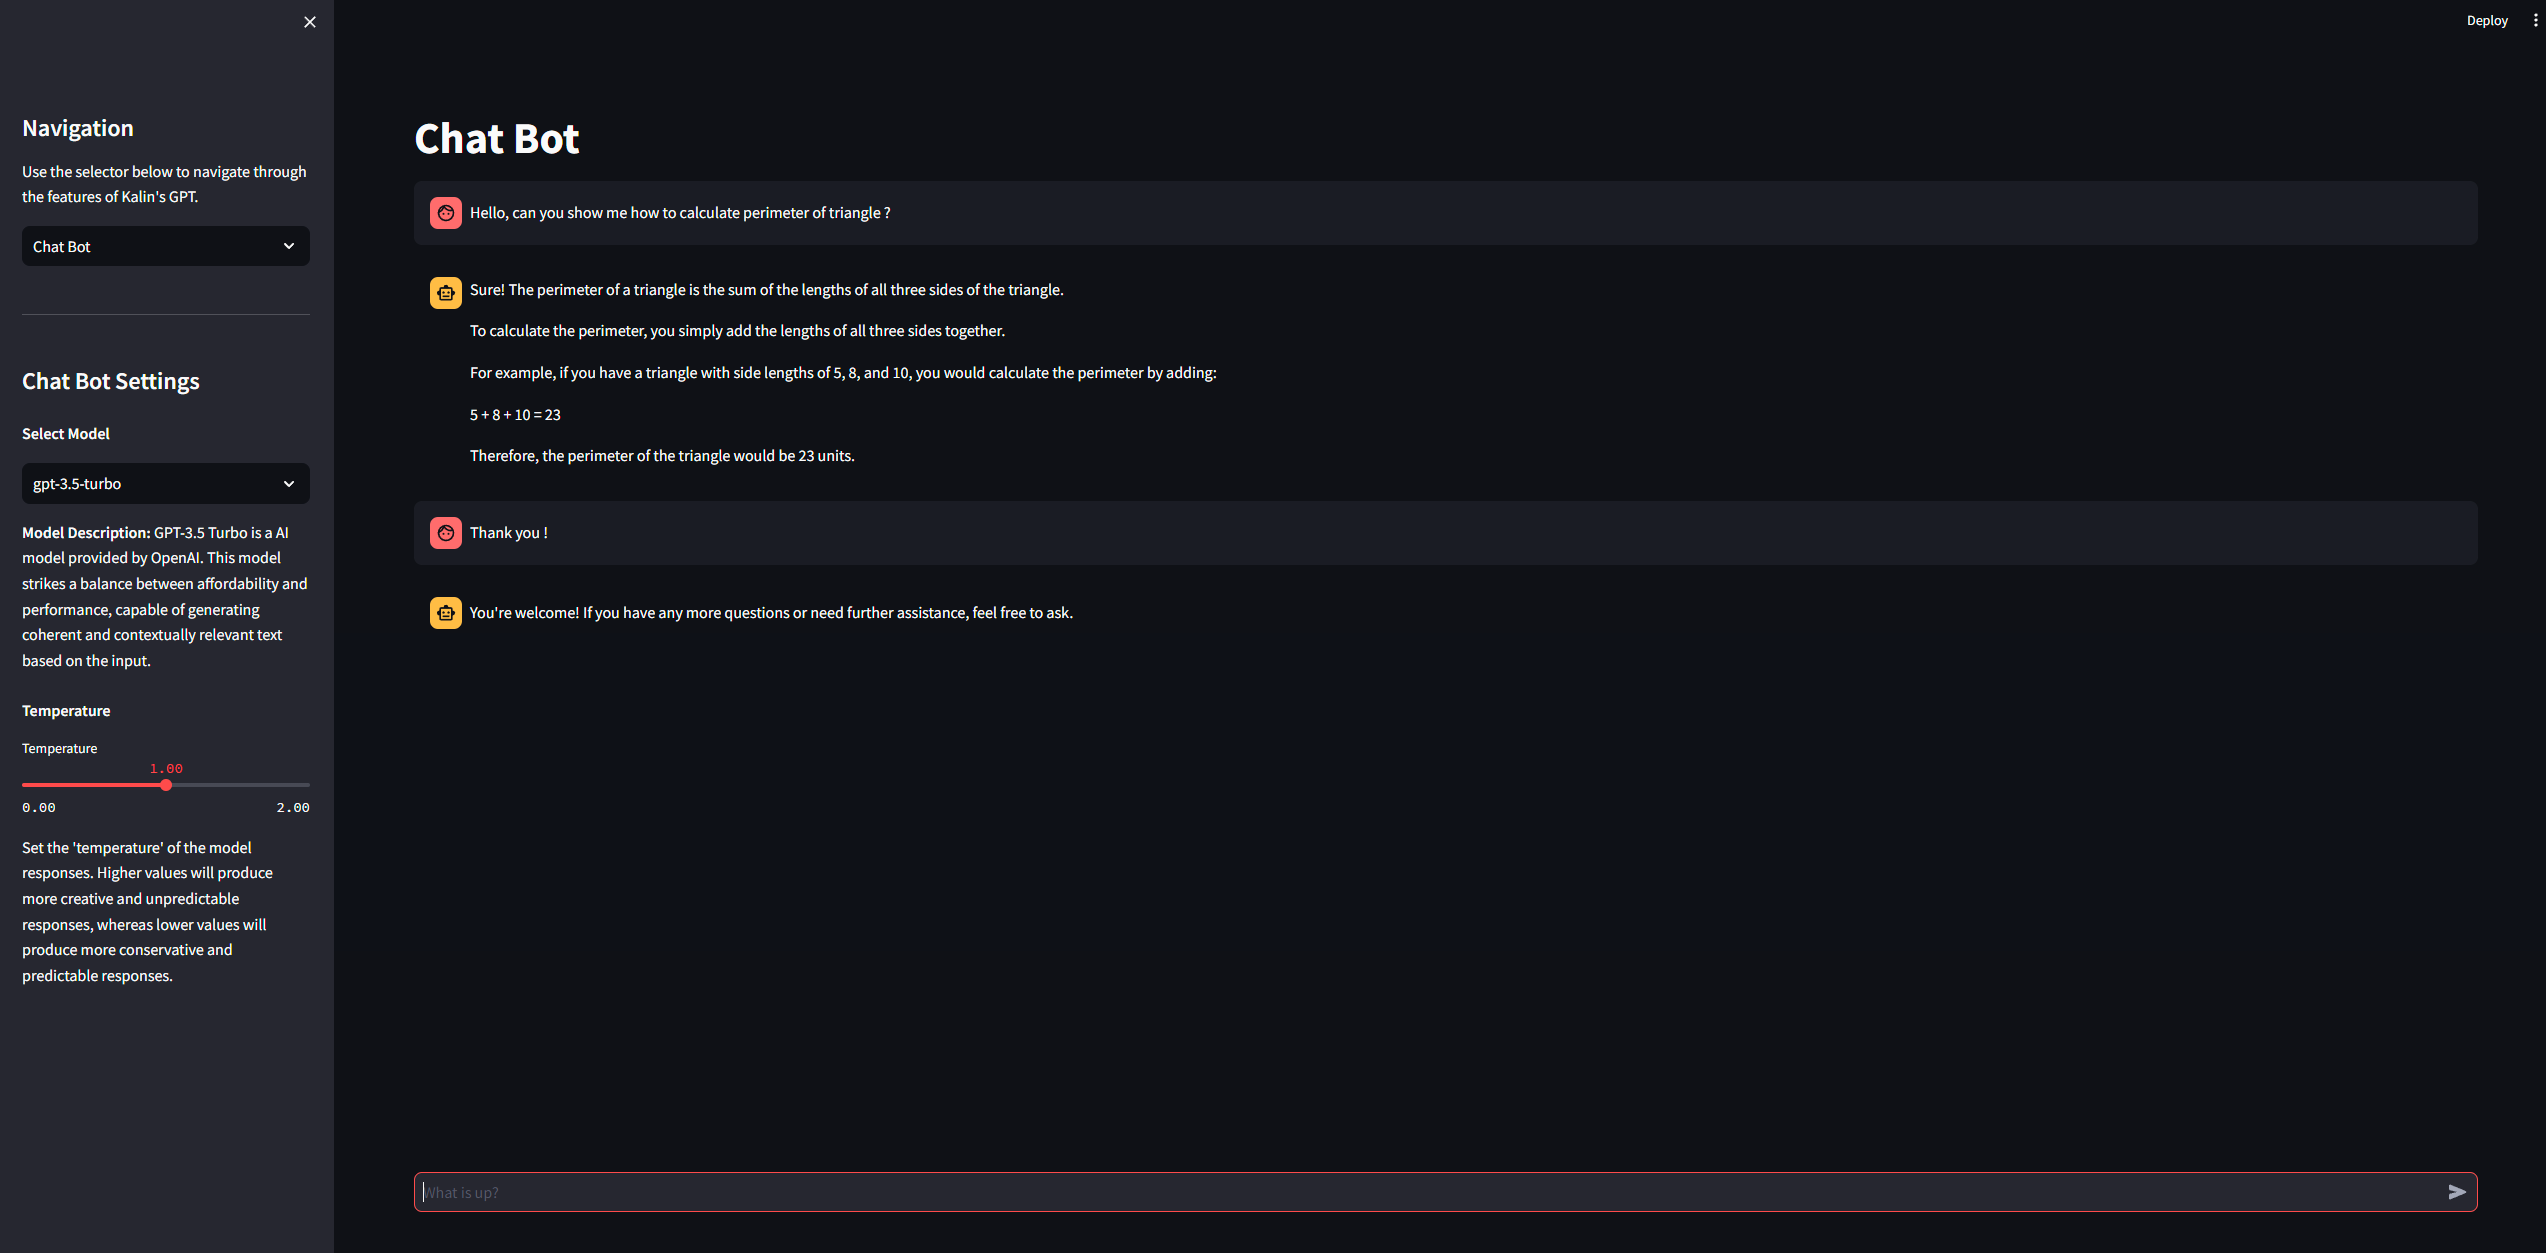 Deploy
Navigation
Use the selector below to navigate through
the features of Kalin's GPT.
Chat Bot
Chat Bot Settings
Select Model
gpt-3.5-turbo
Model Description: GPT-3.5 Turbo is a AI
model provided by OpenAI. This model
strikes a balance between affordability and
performance, capable of generating
coherent and contextually relevant text
based on the input.
Temperature
Temperature
1.00
0.00 2.00
Set the 'temperature' of the model
responses. Higher values will produce
more creative and unpredictable
responses, whereas lower values will
produce more conservative and
predictable responses.
Chat Bot
Hello, can you show me how to calculate perimeter of triangle ?
Sure! The perimeter of a triangle is the sum of the lengths of all three sides of the triangle.
To calculate the perimeter, you simply add the lengths of all three sides together.
For example, if you have a triangle with side lengths of 5, 8, and 10, you would calculate the perimeter by adding:
5 + 8 + 10 = 23
Therefore, the perimeter of the triangle would be 23 units.
Thank you !
You're welcome! If you have any more questions or need further assistance, feel free to ask.
What is up?